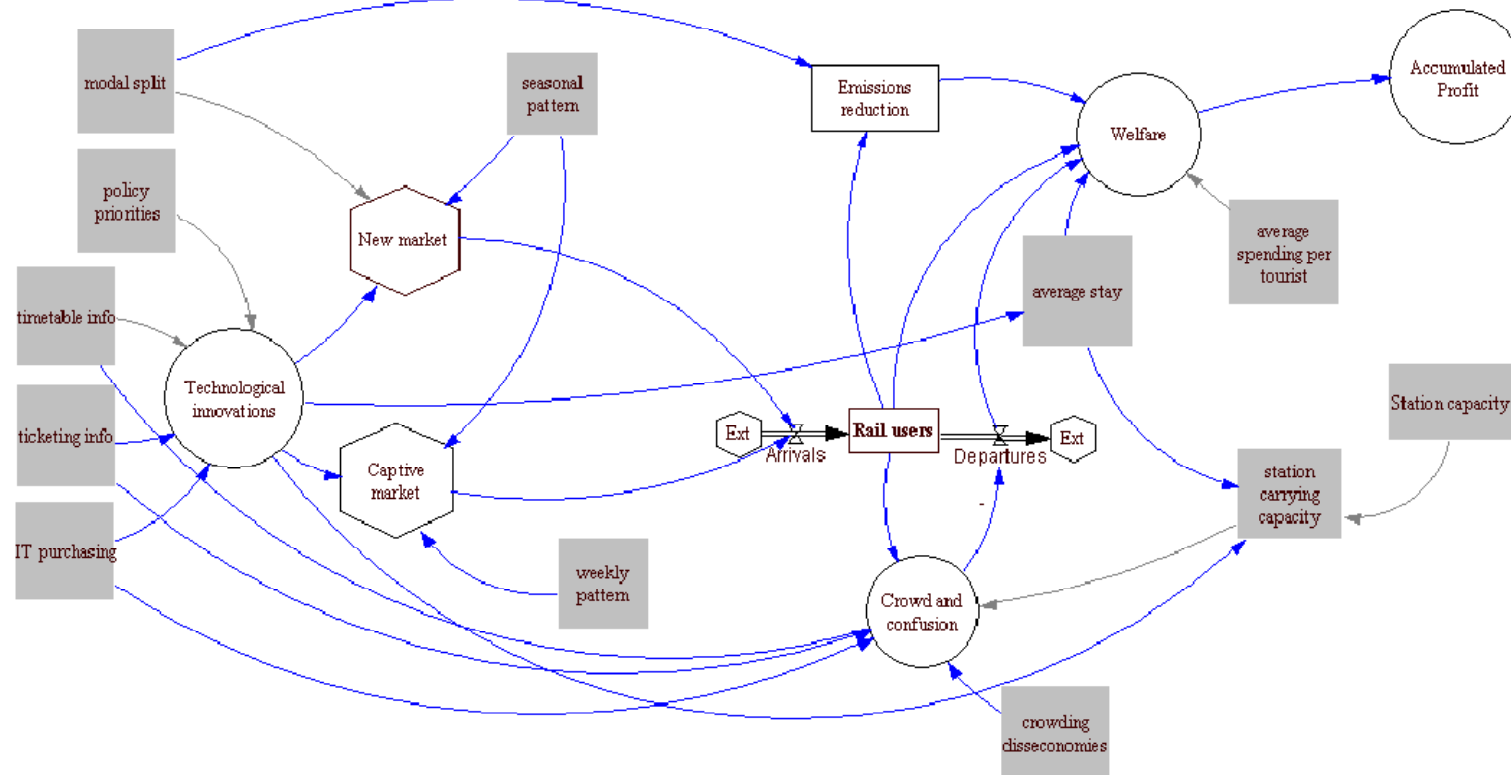 modal split
seasonal
pattern
Emissions
reduction
Welfare
Accumulated
Profit
policy
priorities
New market
average
spending per
tourist
average stay
timetable info
Technological
innovations
ticketing info
Captive
market
Ext
Arrivals
Rail users
Departures
Ext
Station capacity
station
carrying
capacity
IT purchasing
weekly
pattern
Crowd and
confusion
crowding
disseconomies